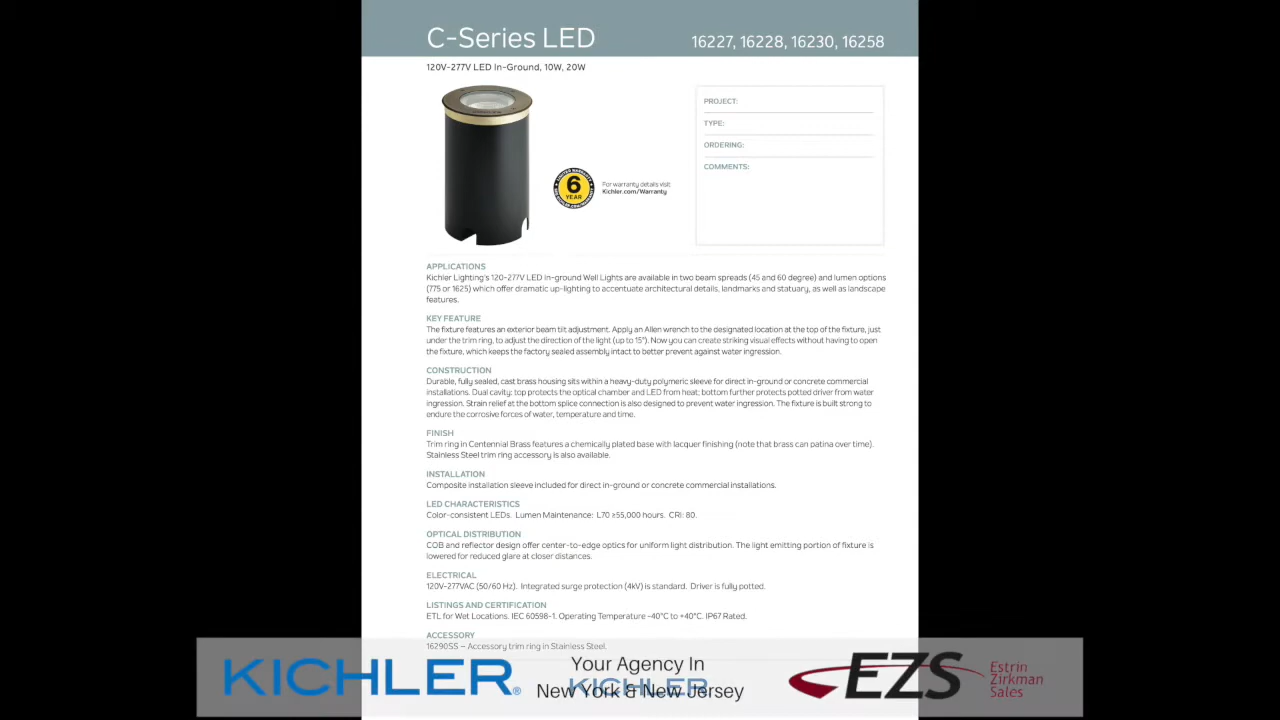 C-Series LED
16227, 16228, 16230, 16258
120V-277V LED In-Ground, 10W, 20W
PROJECT:
TYPE:
ORDERING:
COMMENTS:
6
YEAR
For warranty details visit
Kichler.com/Warranty
APPLICATIONS
Kichler Lighting's 120-277V LED In-ground Well Lights are available in two beam spreads (45 and 60 degree) and lumen options
(775 or 1625) which offer dramatic up-lighting to accentuate architectural details, landmarks and statuary, as well as landscape
features.
KEY FEATURE
The fixture features an exterior beam tilt adjustment. Apply an Allen wrench to the designated location at the top of the fixture, just
under the trim ring, to adjust the direction of the light (up to 15°). Now you can create striking visual effects without having to open
the fixture, which keeps the factory sealed assembly intact to better prevent against water ingression.
CONSTRUCTION
Durable, fully sealed, cast brass housing sits within a heavy-duty polymeric sleeve for direct in-ground or concrete commercial
installations. Dual cavity: top protects the optical chamber and LED from heat; bottom further protects potted driver from water
ingression. Strain relief at the bottom splice connection is also designed to prevent water ingression. The fixture is built strong to
endure the corrosive forces of water, temperature and time.
FINISH
Trim ring in Centennial Brass features a chemically plated base with lacquer finishing (note that brass can patina over time).
Stainless Steel trim ring accessory is also available.
INSTALLATION
Composite installation sleeve included for direct in-ground or concrete commercial installations.
LED CHARACTERISTICS
Color-consistent LEDs. Lumen Maintenance: L70 ≥55,000 hours. CRI: 80.
OPTICAL DISTRIBUTION
COB and reflector design offer center-to-edge optics for uniform light distribution. The light emitting portion of fixture is
lowered for reduced glare at closer distances.
ELECTRICAL
120V-277VAC (50/60 Hz). Integrated surge protection (4kV) is standard. Driver is fully potted.
LISTINGS AND CERTIFICATION
ETL for Wet Locations. IEC 60598-1. Operating Temperature -40°C to +40°C. IP67 Rated.
ACCESSORY
16290SS – Accessory trim ring in Stainless Steel.
KICHLER®
Your Agency In
New York & New Jersey
KICHLER
EZS
Estrin
Zirkman
Sales